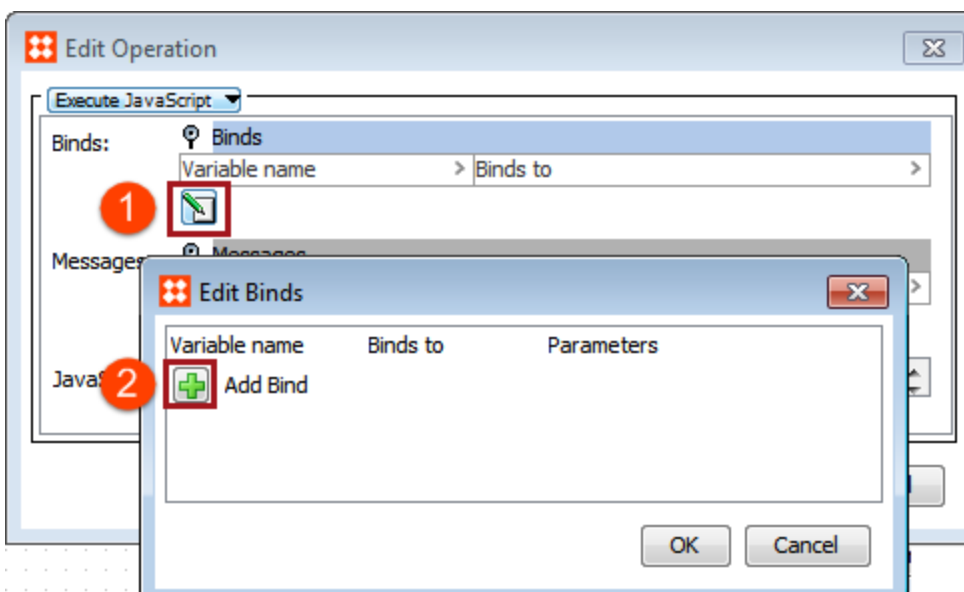 Edit Operation
Execute JavaScript
Binds:
Binds
Variable name > Binds to >
1
Messages
Messages
>
Edit Binds
Variable name Binds to Parameters
2
Add Bind
OK Cancel